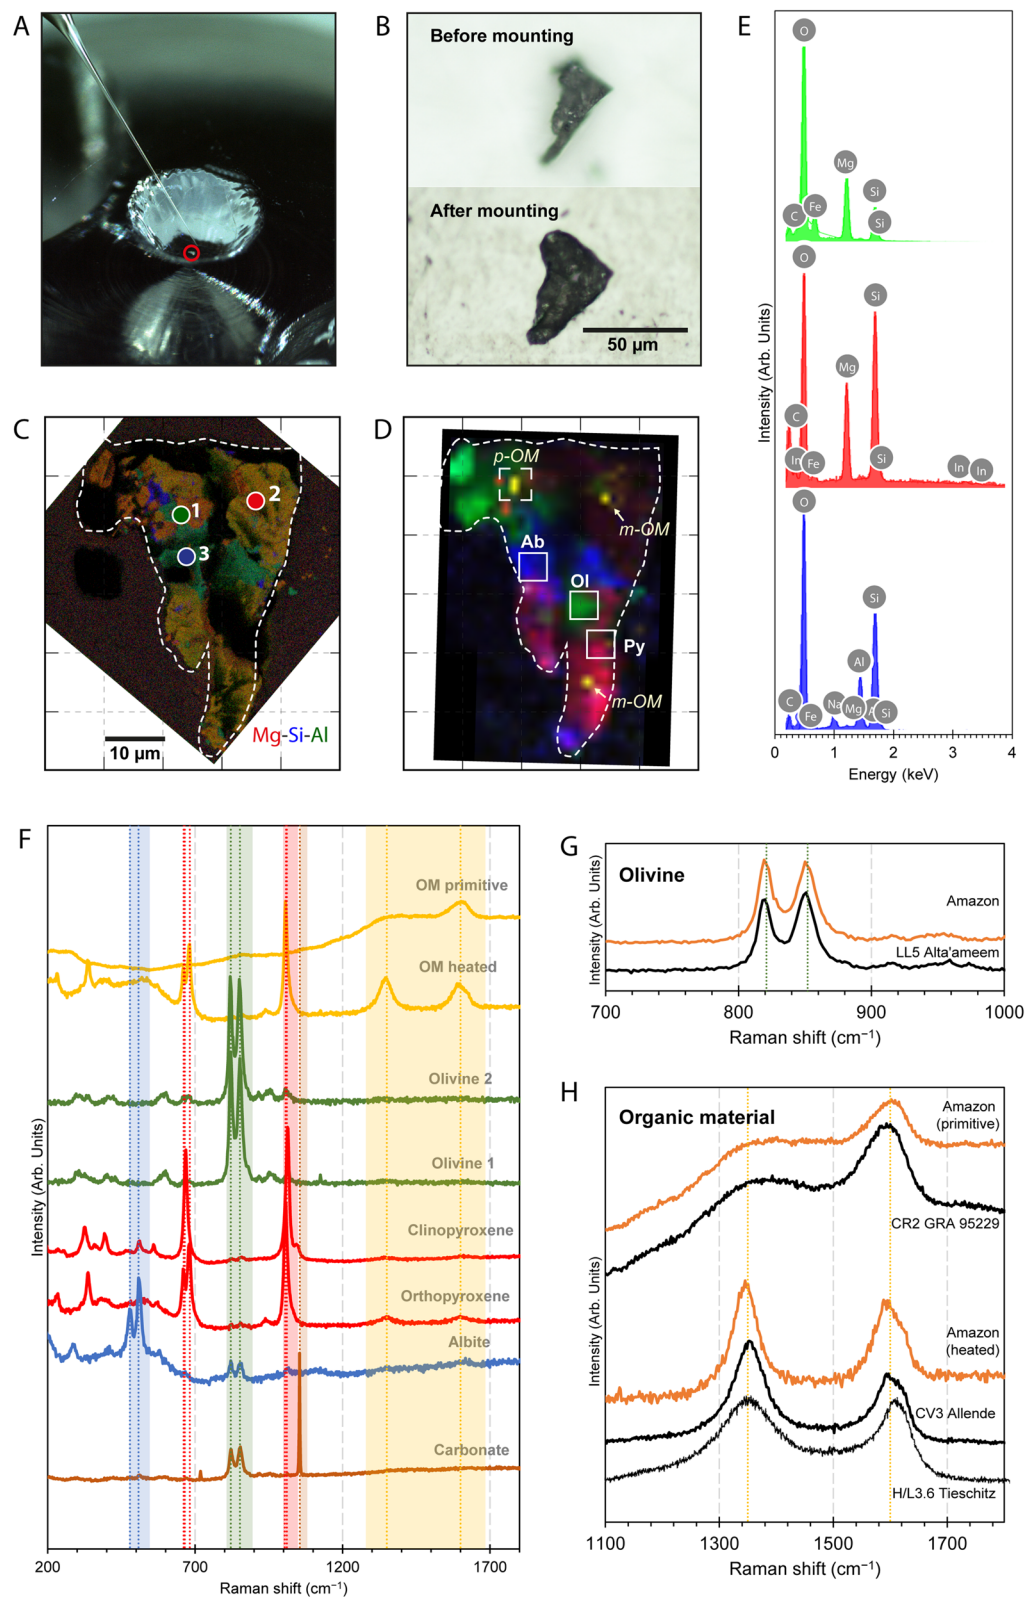 A
B
Before mounting
After mounting
50 µm
C
1
2
3
Mg-Si-Al
10 µm
D
p-OM
m-OM
Ab
Ol
Py
m-OM
E
O
Mg
Si
Fe
C
Si
O
Si
Mg
C
In
Fe
Si
In
In
O
Si
Al
C
Na
Mg
Si
Fe
Intensity (Arb. Units)
0
1
2
3
4
Energy (keV)
F
OM primitive
OM heated
Olivine 2
Olivine 1
Clinopyroxene
Orthopyroxene
Albite
Carbonate
Intensity (Arb. Units)
200
700
1200
1700
Raman shift (cm⁻¹)
G
Olivine
Amazon
LL5 Alta'ameem
Intensity (Arb. Units)
700
800
900
1000
Raman shift (cm⁻¹)
H
Organic material
Amazon
(primitive)
CR2 GRA 95229
Amazon
(heated)
CV3 Allende
H/L3.6 Tieschitz
Intensity (Arb. Units)
1100
1300
1500
1700
Raman shift (cm⁻¹)